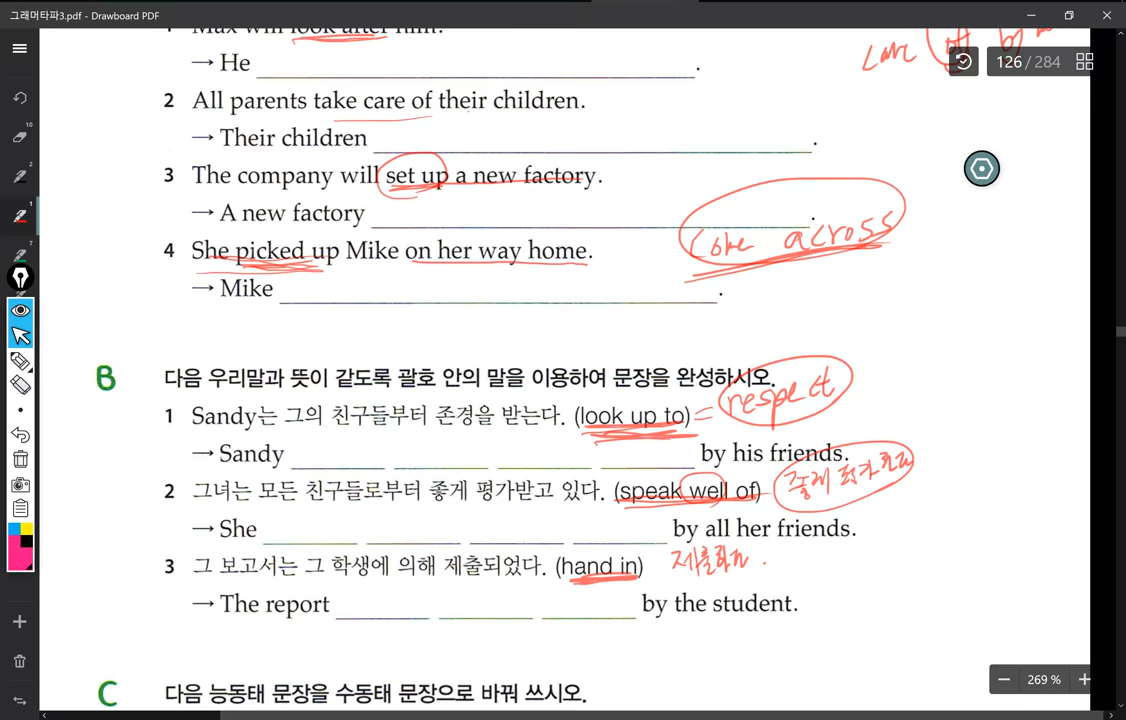 그래머타파3.pdf - Drawboard PDF
look after him.
→ He .
126 / 284
2 All parents take care of their children.
→ Their children .
3 The company will set up a new factory.
→ A new factory .
come across
4 She picked up Mike on her way home.
→ Mike .
B 다음 우리말과 뜻이 같도록 괄호 안의 말을 이용하여 문장을 완성하시오.
1 Sandy는 그의 친구들부터 존경을 받는다. (look up to) = respect
→ Sandy by his friends.
2 그녀는 모든 친구들로부터 좋게 평가받고 있다. (speak well of) 좋게
→ She by all her friends.
3 그 보고서는 그 학생에 의해 제출되었다. (hand in)
→ The report by the student.
C 다음 능동태 문장을 수동태 문장으로 바꿔 쓰시오.
269 %